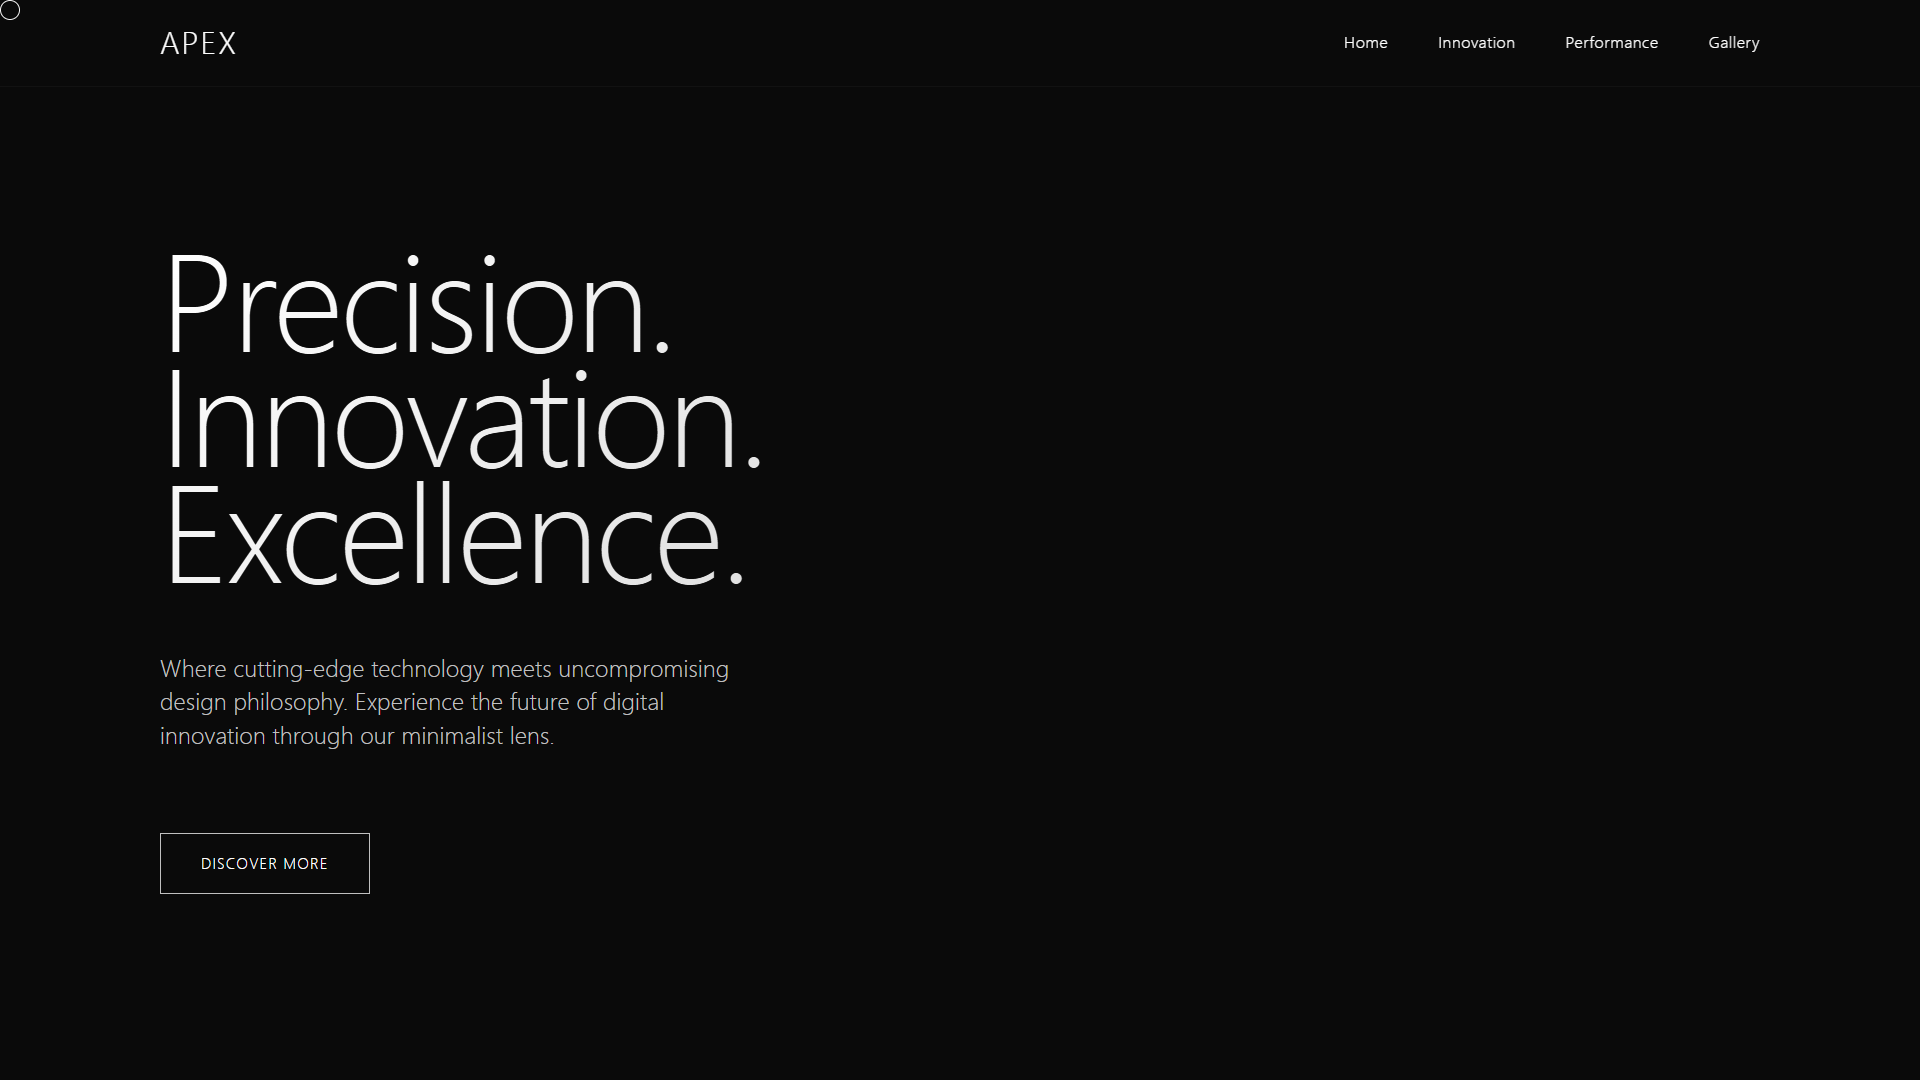 APEX
Home
Innovation
Performance
Gallery
Precision.
Innovation.
Excellence.
Where cutting-edge technology meets uncompromising
design philosophy. Experience the future of digital
innovation through our minimalist lens.
DISCOVER MORE